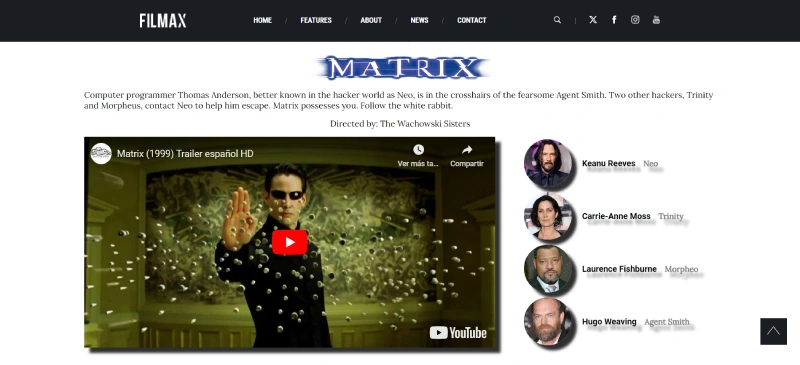 FILMAX
HOME / FEATURES / ABOUT / NEWS / CONTACT
MATRIX
Computer programmer Thomas Anderson, better known in the hacker world as Neo, is in the crosshairs of the fearsome Agent Smith. Two other hackers, Trinity
and Morpheus, contact Neo to help him escape. Matrix possesses you. Follow the white rabbit.
Directed by: The Wachowski Sisters
Matrix (1999) Trailer español HD
Ver más ta...
Compartir
YouTube
Keanu Reeves Neo
Carrie-Anne Moss Trinity
Laurence Fishburne Morpheo
Hugo Weaving Agent Smith